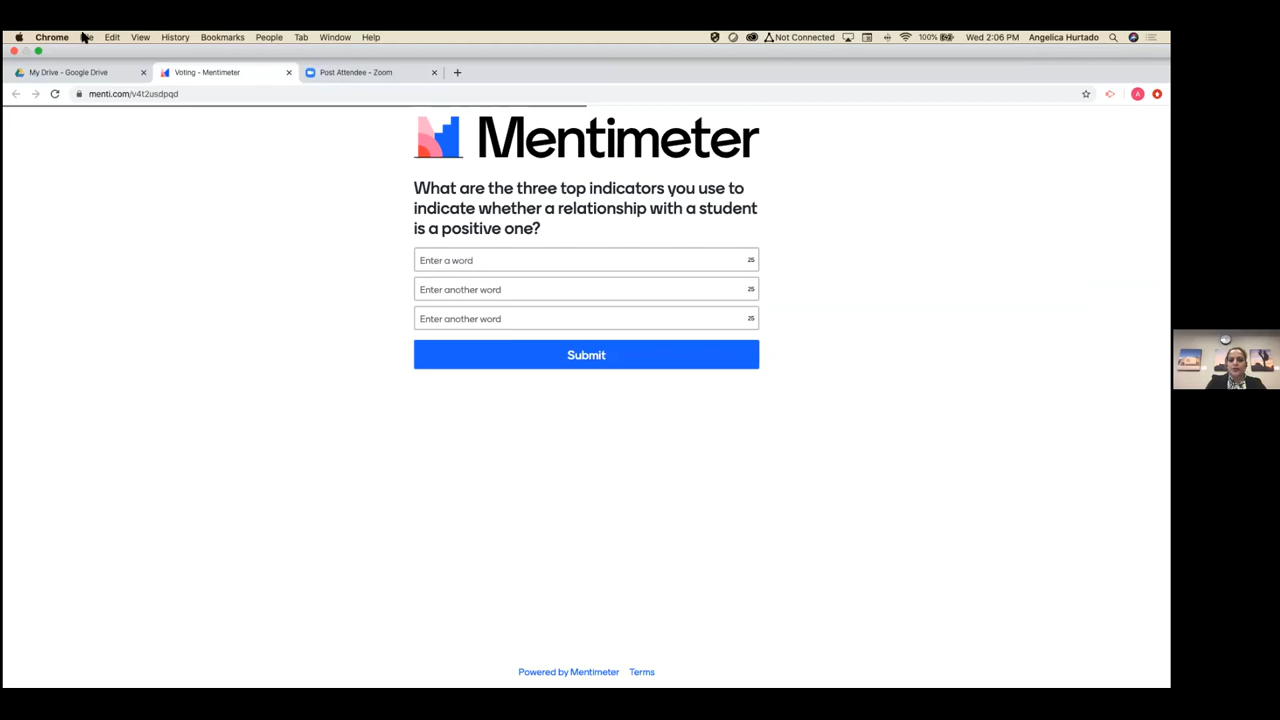 Chrome Edit View History Bookmarks People Tab Window Help Not Connected 100% Wed 2:06 PM Angelica Hurtado
My Drive - Google Drive Voting - Mentimeter Post Attendee - Zoom
menti.com/v4t2usdpqd A
Mentimeter
What are the three top indicators you use to
indicate whether a relationship with a student
is a positive one?
Enter a word 25
Enter another word 25
Enter another word 25
Submit
Powered by Mentimeter Terms